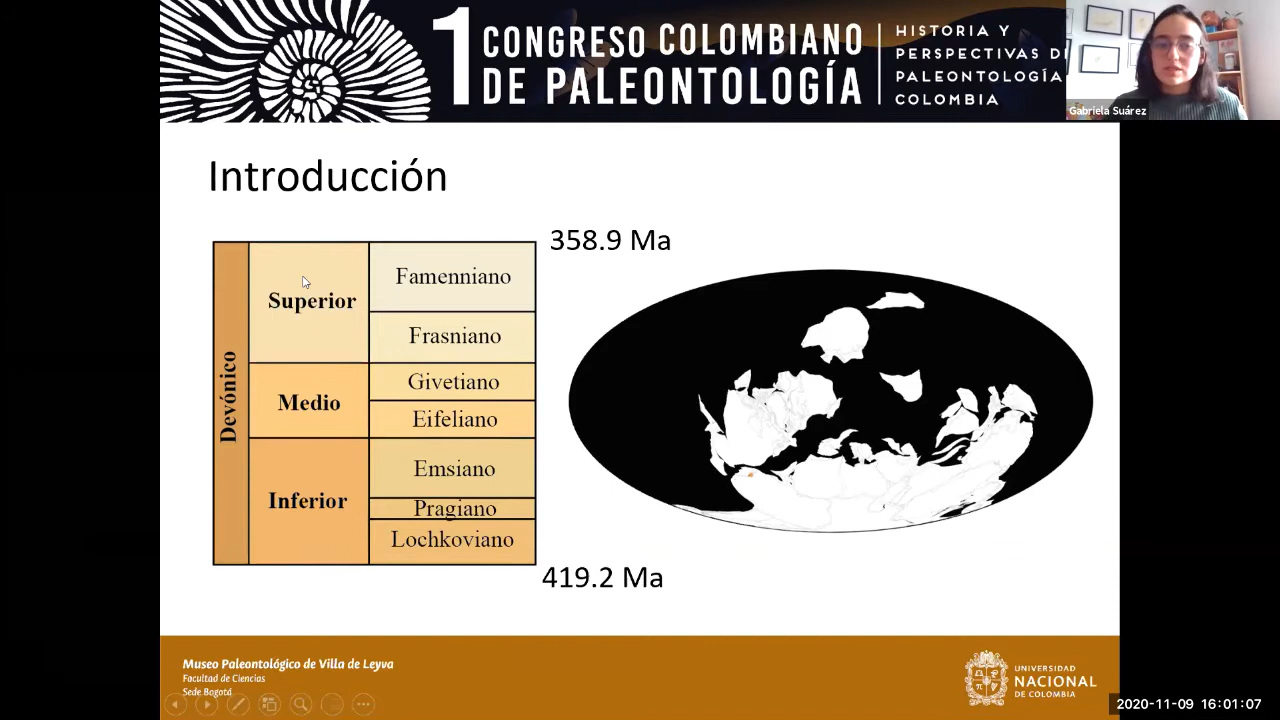 1 CONGRESO COLOMBIANO
DE PALEONTOLOGÍA
HISTORIA Y
PERSPECTIVAS D
PALEONTOLOGÍA
COLOMBIA
Gabriela Suárez
Introducción
358.9 Ma
Devónico
Superior
Famenniano
Frasniano
Medio
Givetiano
Eifeliano
Inferior
Emsiano
Pragiano
Lochkoviano
419.2 Ma
Museo Paleontológico de Villa de Leyva
Facultad de Ciencias
Sede Bogotá
UNIVERSIDAD
NACIONAL
DE COLOMBIA
2020-11-09 16:01:07